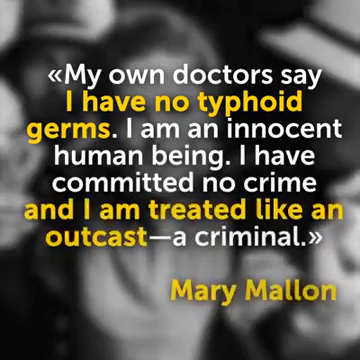 «My own doctors say
I have no typhoid
germs. I am an innocent
human being. I have
committed no crime
and I am treated like an
outcast—a criminal.»
Mary Mallon